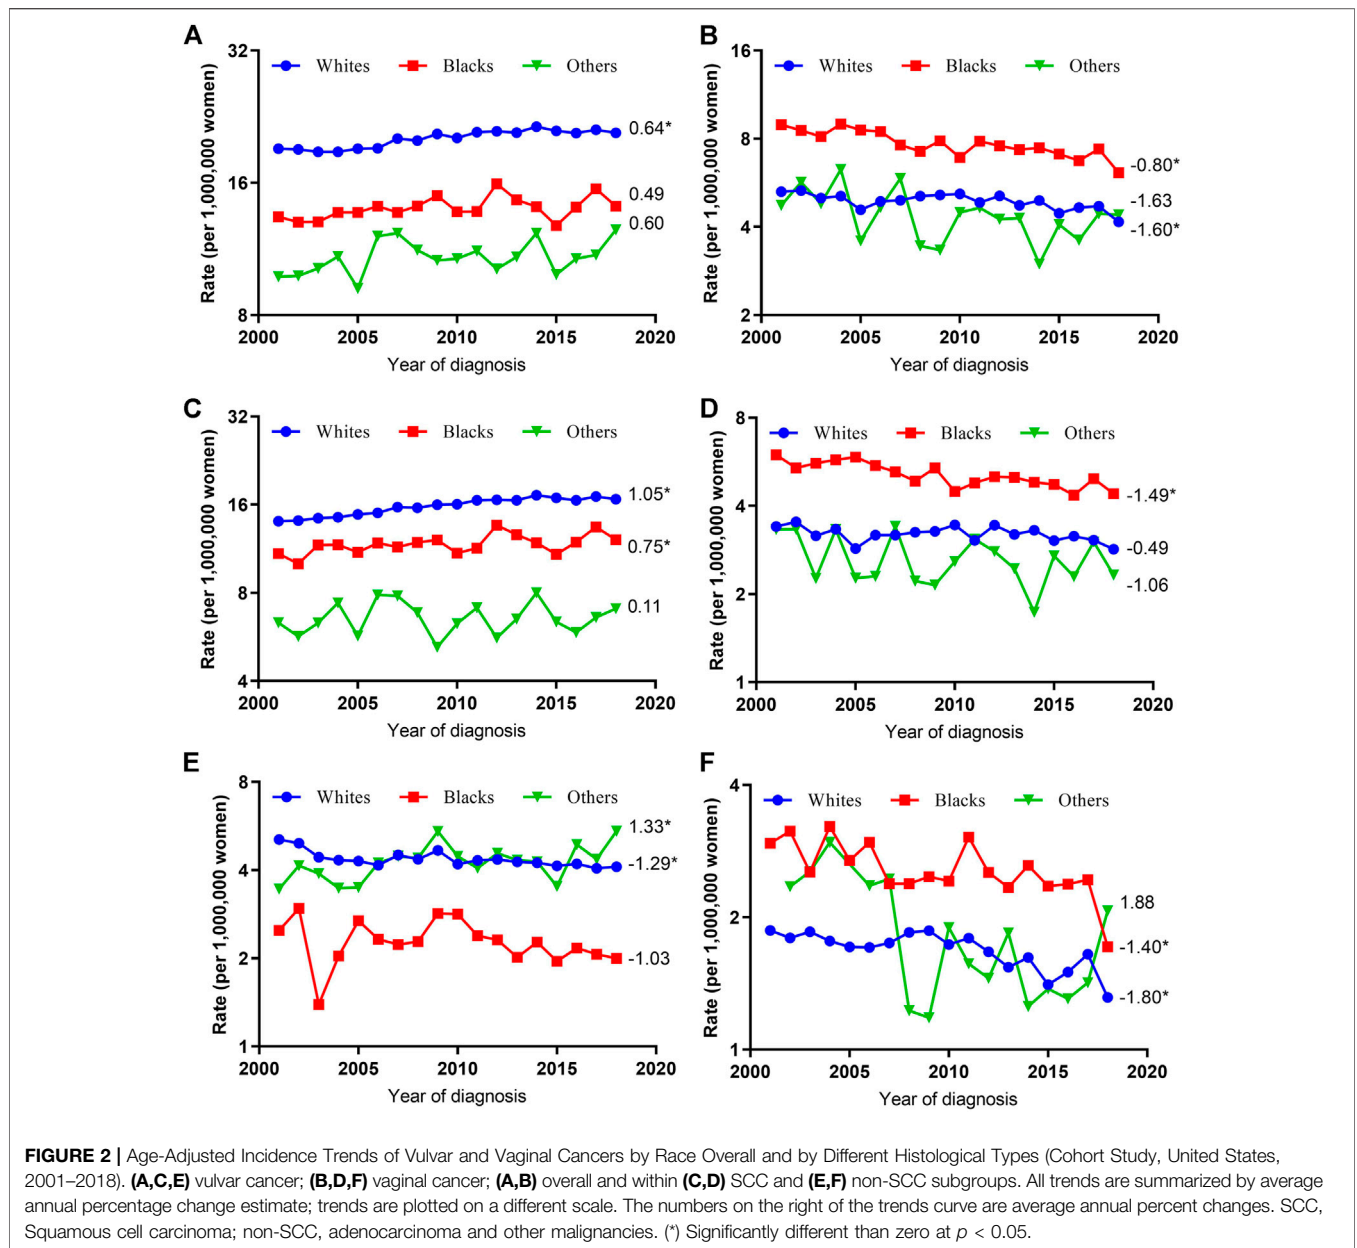 A
32
16
8
Rate (per 1,000,000 women)
Whites Blacks Others
0.64*
0.49
0.60
2000 2005 2010 2015 2020
Year of diagnosis
B
16
8
4
2
Rate (per 1,000,000 women)
Whites Blacks Others
-0.80*
-1.63
-1.60*
2000 2005 2010 2015 2020
Year of diagnosis
C
32
16
8
4
Rate (per 1,000,000 women)
Whites Blacks Others
1.05*
0.75*
0.11
2000 2005 2010 2015 2020
Year of diagnosis
D
8
4
2
1
Rate (per 1,000,000 women)
Whites Blacks Others
-1.49*
-0.49
-1.06
2000 2005 2010 2015 2020
Year of diagnosis
E
8
4
2
1
Rate (per 1,000,000 women)
Whites Blacks Others
1.33*
-1.29*
-1.03
2000 2005 2010 2015 2020
Year of diagnosis
F
4
2
1
Rate (per 1,000,000 women)
Whites Blacks Others
1.88
-1.40*
-1.80*
2000 2005 2010 2015 2020
Year of diagnosis
FIGURE 2 | Age-Adjusted Incidence Trends of Vulvar and Vaginal Cancers by Race Overall and by Different Histological Types (Cohort Study, United States,
2001–2018). (A,C,E) vulvar cancer; (B,D,F) vaginal cancer; (A,B) overall and within (C,D) SCC and (E,F) non-SCC subgroups. All trends are summarized by average
annual percentage change estimate; trends are plotted on a different scale. The numbers on the right of the trends curve are average annual percent changes. SCC,
Squamous cell carcinoma; non-SCC, adenocarcinoma and other malignancies. (*) Significantly different than zero at p < 0.05.